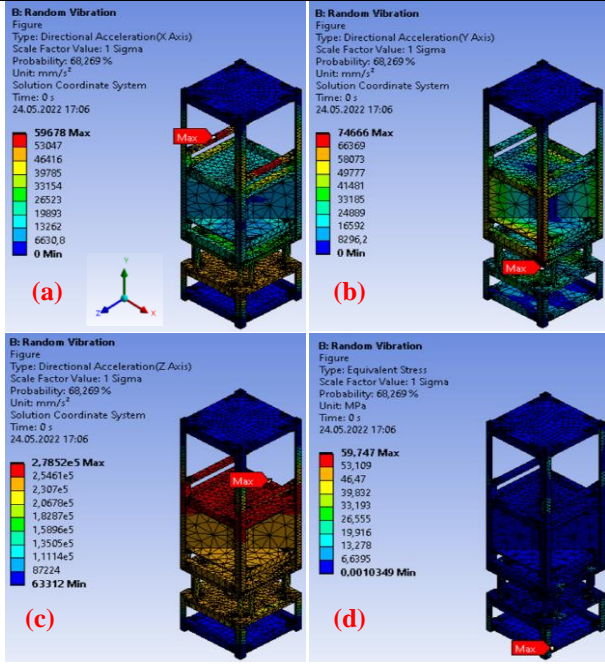 B: Random Vibration
Figure
Type: Directional Acceleration(X Axis)
Scale Factor Value: 1 Sigma
Probability: 68,269 %
Unit: mm/s²
Solution Coordinate System
Time: 0 s
24.05.2022 17:06
59678 Max
53047
46416
39785
33154
26523
19893
13262
6630,8
0 Min
Max
Y
Z
X
(a)
B: Random Vibration
Figure
Type: Directional Acceleration(Y Axis)
Scale Factor Value: 1 Sigma
Probability: 68,269 %
Unit: mm/s²
Solution Coordinate System
Time: 0 s
24.05.2022 17:06
74666 Max
66369
58073
49777
41481
33185
24889
16592
8296,2
0 Min
Max
(b)
B: Random Vibration
Figure
Type: Directional Acceleration(Z Axis)
Scale Factor Value: 1 Sigma
Probability: 68,269 %
Unit: mm/s²
Solution Coordinate System
Time: 0 s
24.05.2022 17:06
2,7852e5 Max
2,5461e5
2,307e5
2,0678e5
1,8287e5
1,5896e5
1,3505e5
1,1114e5
87224
63312 Min
Max
(c)
B: Random Vibration
Figure
Type: Equivalent Stress
Scale Factor Value: 1 Sigma
Probability: 68,269 %
Unit: MPa
Solution Coordinate System
Time: 0 s
24.05.2022 17:06
59,747 Max
53,109
46,47
39,832
33,193
26,555
19,916
13,278
6,6395
0,0010349 Min
Max
(d)